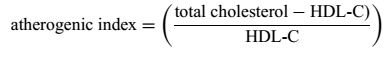 atherogenic index = ( (total cholesterol − HDL-C) / HDL-C )